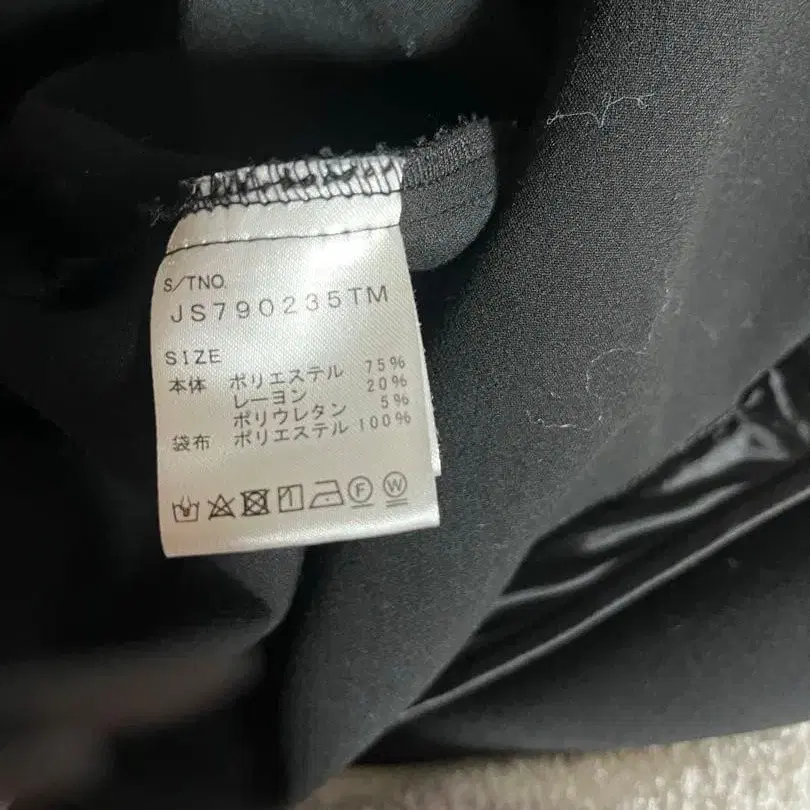 S/TNO.
JS790235TM
SIZE
本体 ポリエステル 75%
レーヨン 20%
ポリウレタン 5%
袋布 ポリエステル 100%
F W